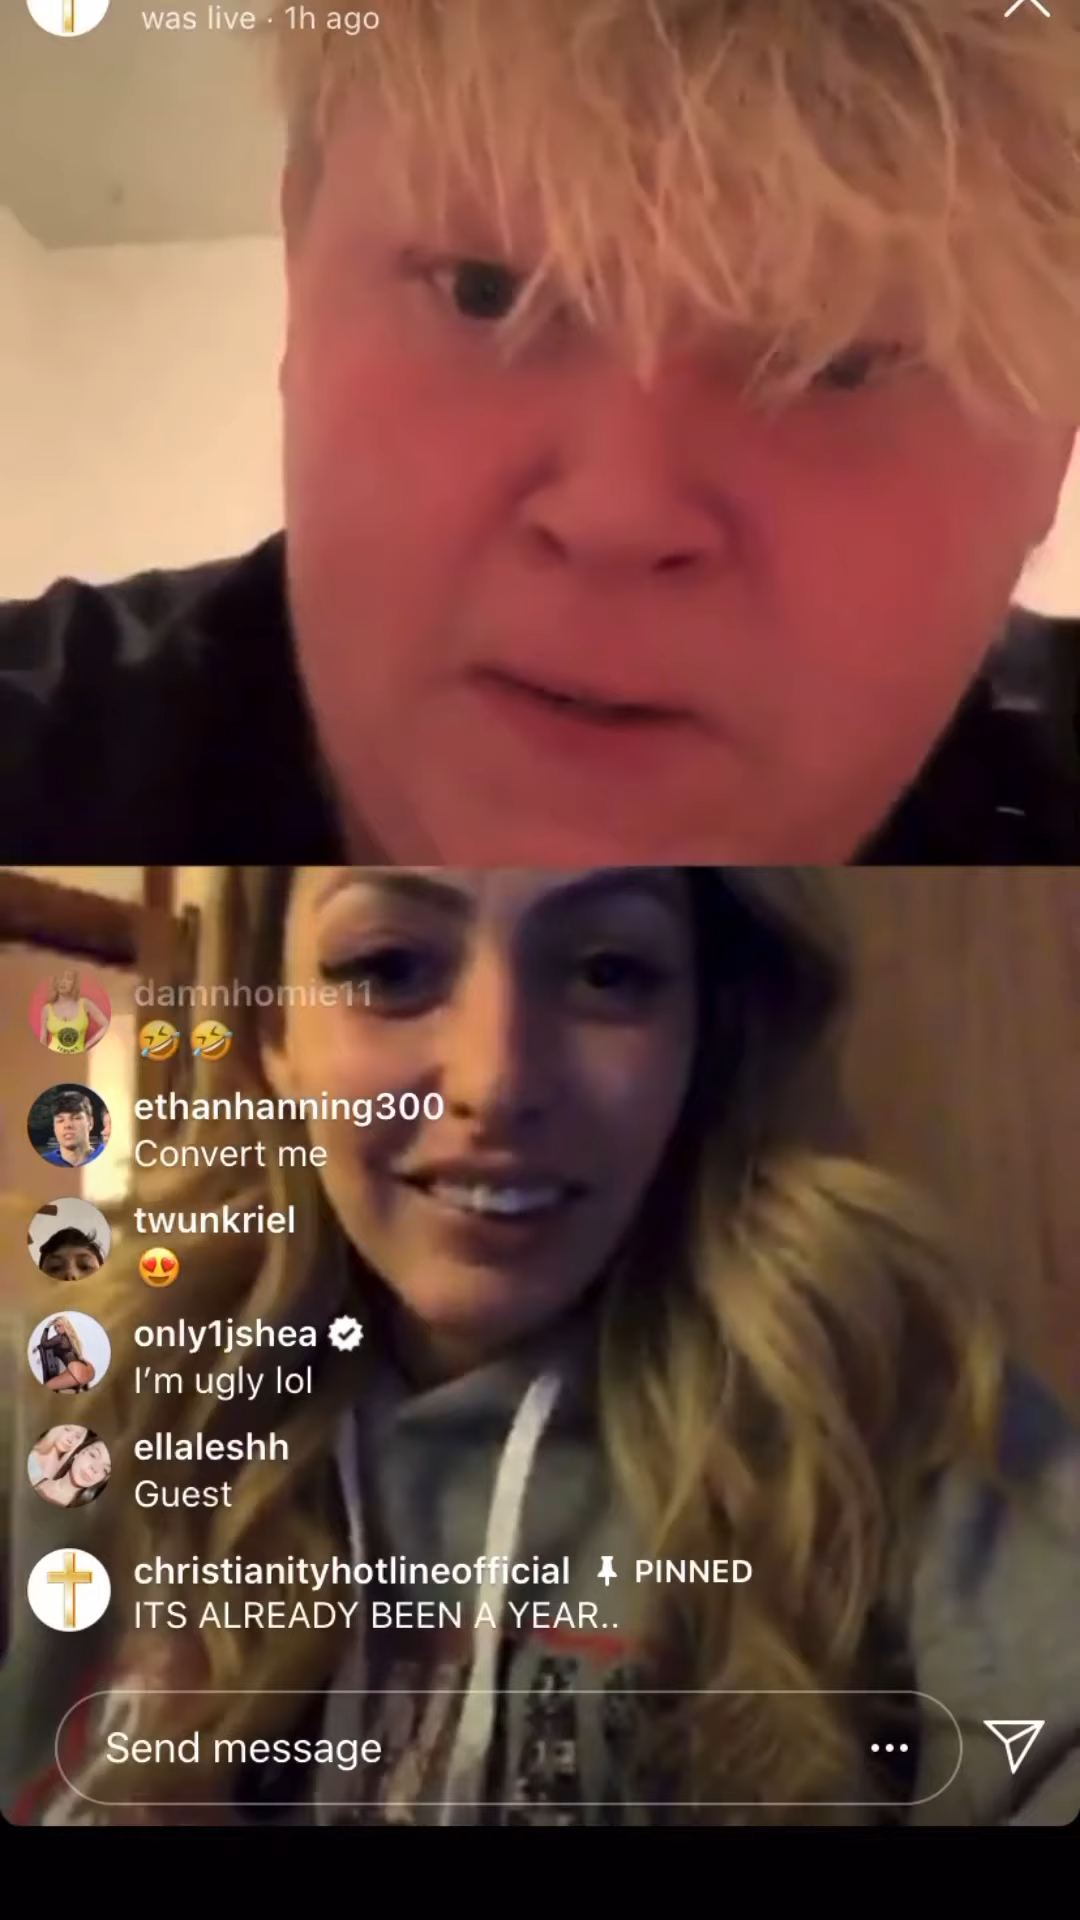 was live · 1h ago
damnhomie11
🤣 🤣
ethanhanning300
Convert me
twunkriel
😍
only1jshea
I’m ugly lol
ellaleshh
Guest
christianityhotlineofficial PINNED
ITS ALREADY BEEN A YEAR..
Send message